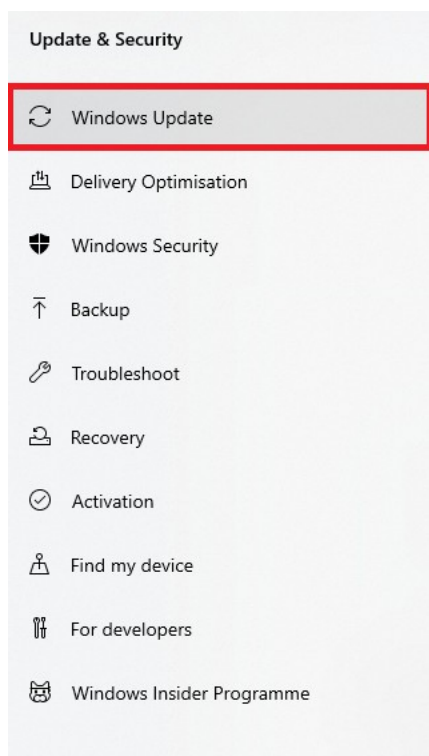 Update & Security
Windows Update
Delivery Optimisation
Windows Security
Backup
Troubleshoot
Recovery
Activation
Find my device
For developers
Windows Insider Programme